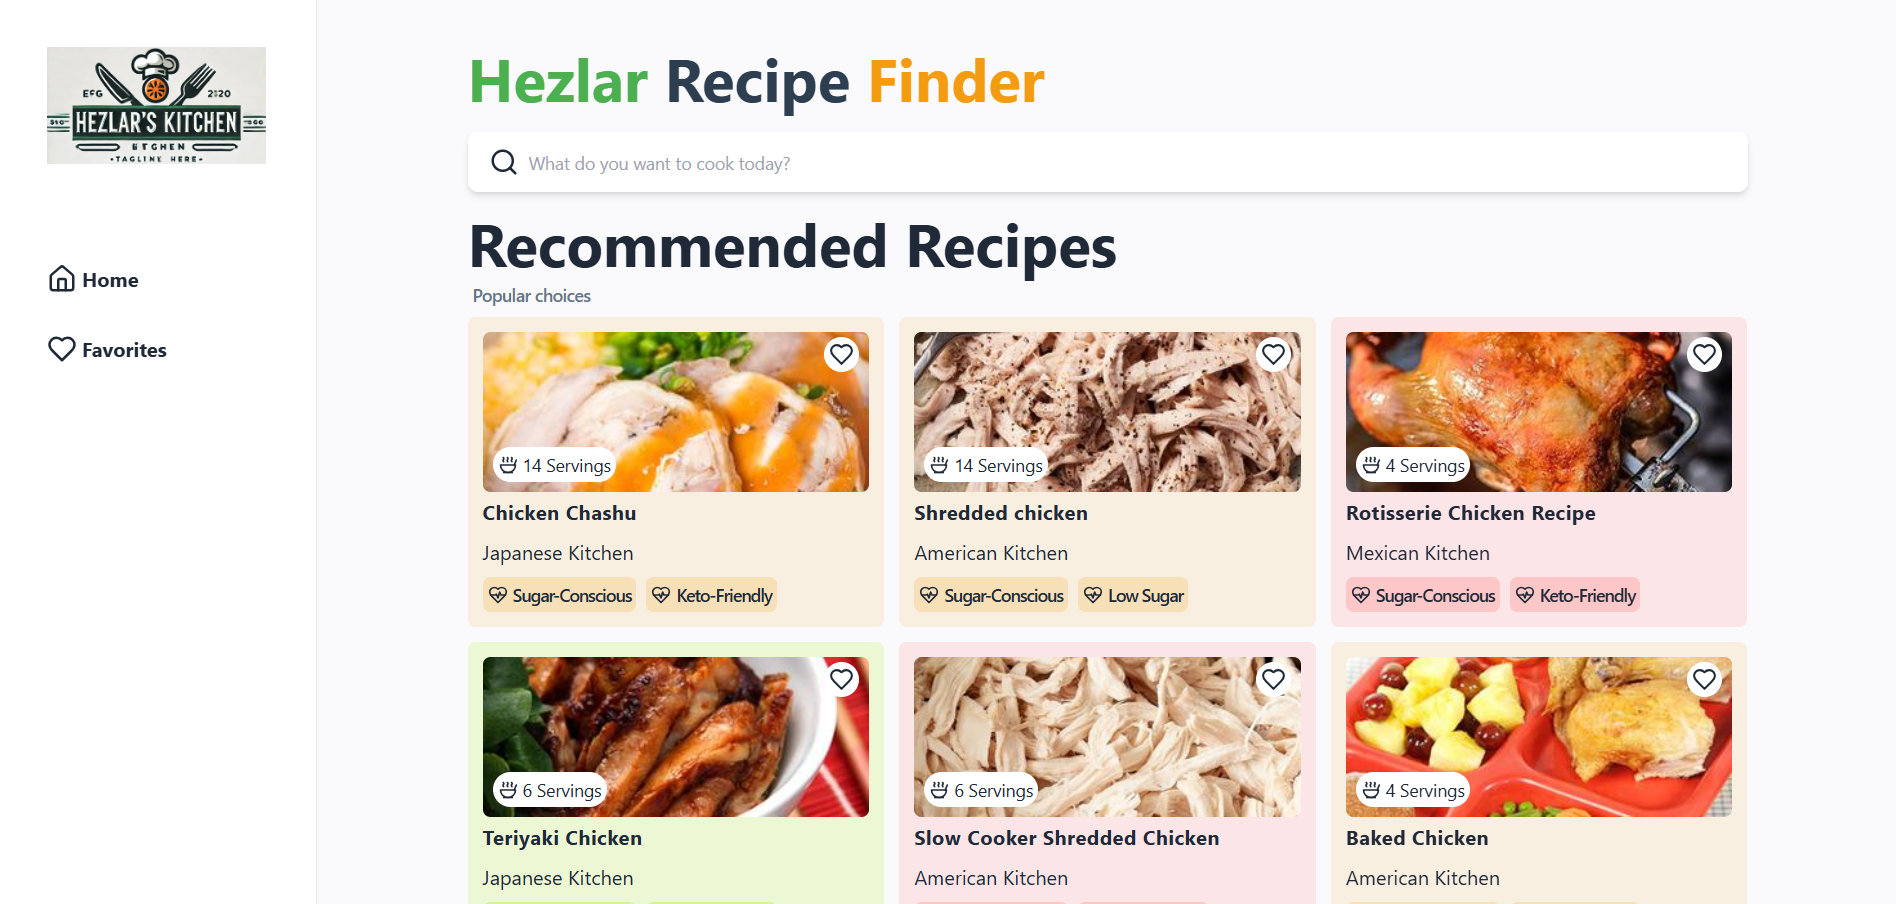 EFG 2020
HEZLAR'S KITCHEN
·TAGLINE HERE·
Home
Favorites
Hezlar Recipe Finder
What do you want to cook today?
Recommended Recipes
Popular choices
14 Servings
Chicken Chashu
Japanese Kitchen
Sugar-Conscious Keto-Friendly
14 Servings
Shredded chicken
American Kitchen
Sugar-Conscious Low Sugar
4 Servings
Rotisserie Chicken Recipe
Mexican Kitchen
Sugar-Conscious Keto-Friendly
6 Servings
Teriyaki Chicken
Japanese Kitchen
6 Servings
Slow Cooker Shredded Chicken
American Kitchen
4 Servings
Baked Chicken
American Kitchen